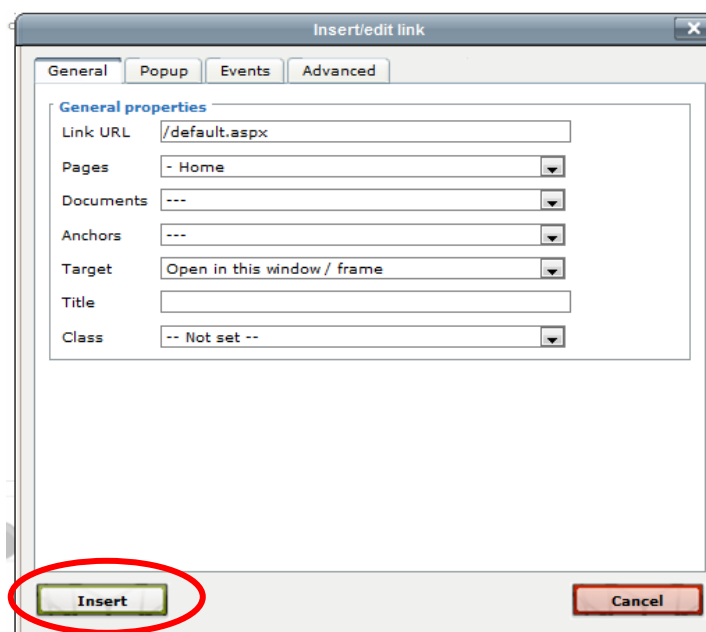 Insert/edit link
General Popup Events Advanced
General properties
Link URL /default.aspx
Pages - Home
Documents ---
Anchors ---
Target Open in this window / frame
Title
Class -- Not set --
Insert Cancel